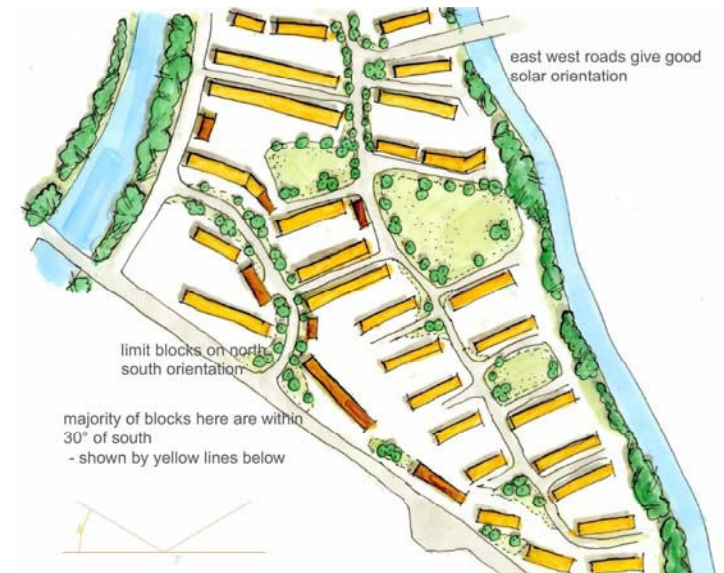 east west roads give good
solar orientation
limit blocks on north
south orientation
majority of blocks here are within
30° of south
- shown by yellow lines below